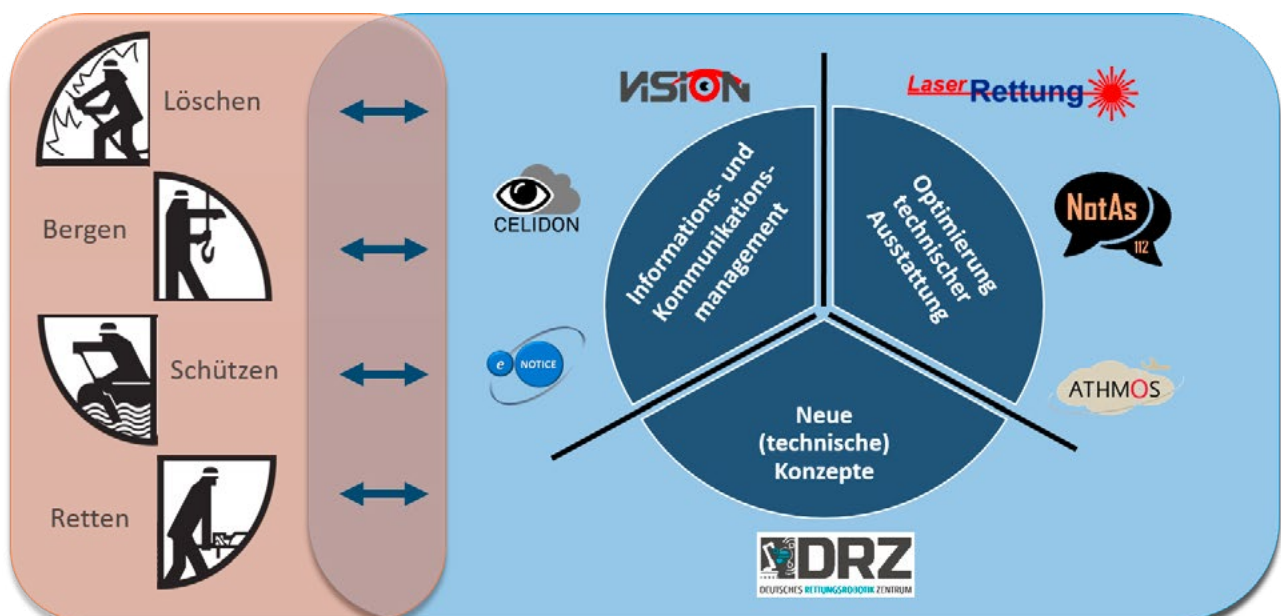 Löschen
Bergen
Schützen
Retten
VISION
Laser Rettung
CELIDON
NotAs
112
e NOTICE
ATHMOS
Informations- und
Kommunikations-
management
Optimierung
technischer
Ausstattung
Neue
(technische)
Konzepte
DRZ
DEUTSCHES RETTUNGSROBOTIK ZENTRUM